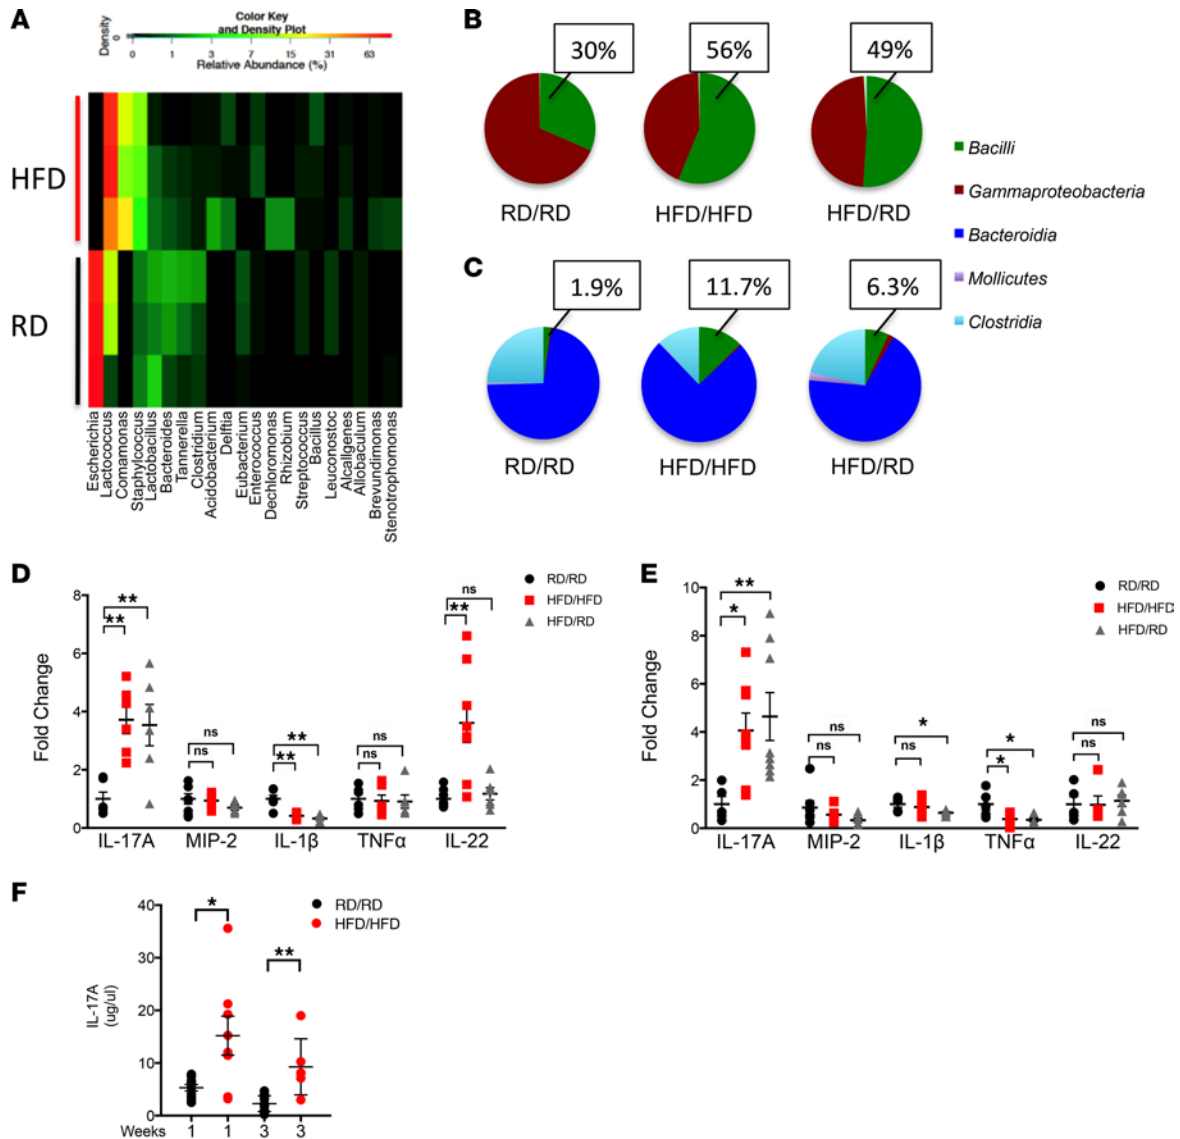 A
Color Key
and Density Plot
Density
0
0 1 3 7 15 31 63
Relative Abundance (%)
HFD
RD
Escherichia
Lactococcus
Comamonas
Staphylcoccus
Lactobacillus
Bacteroides
Tannerella
Clostridium
Acidobacterium
Delftia
Eubacterium
Enterococcus
Dechloromonas
Rhizobium
Streptococcus
Bacillus
Leuconostoc
Alcaligenes
Allobaculum
Brevundimonas
Stenotrophomonas
B
30% 56% 49%
RD/RD HFD/HFD HFD/RD
Bacilli
Gammaproteobacteria
Bacteroidia
Mollicutes
Clostridia
C
1.9% 11.7% 6.3%
RD/RD HFD/HFD HFD/RD
D
RD/RD
HFD/HFD
HFD/RD
Fold Change
8
6
4
2
0
** ** ns ns ** ** ns ns ** ns
IL-17A MIP-2 IL-1β TNFα IL-22
E
RD/RD
HFD/HFD
HFD/RD
Fold Change
10
8
6
4
2
0
* ** ns ns ns * * * ns ns
IL-17A MIP-2 IL-1β TNFα IL-22
F
RD/RD
HFD/HFD
IL-17A
(ug/ul)
40
30
20
10
0
* **
Weeks 1 1 3 3